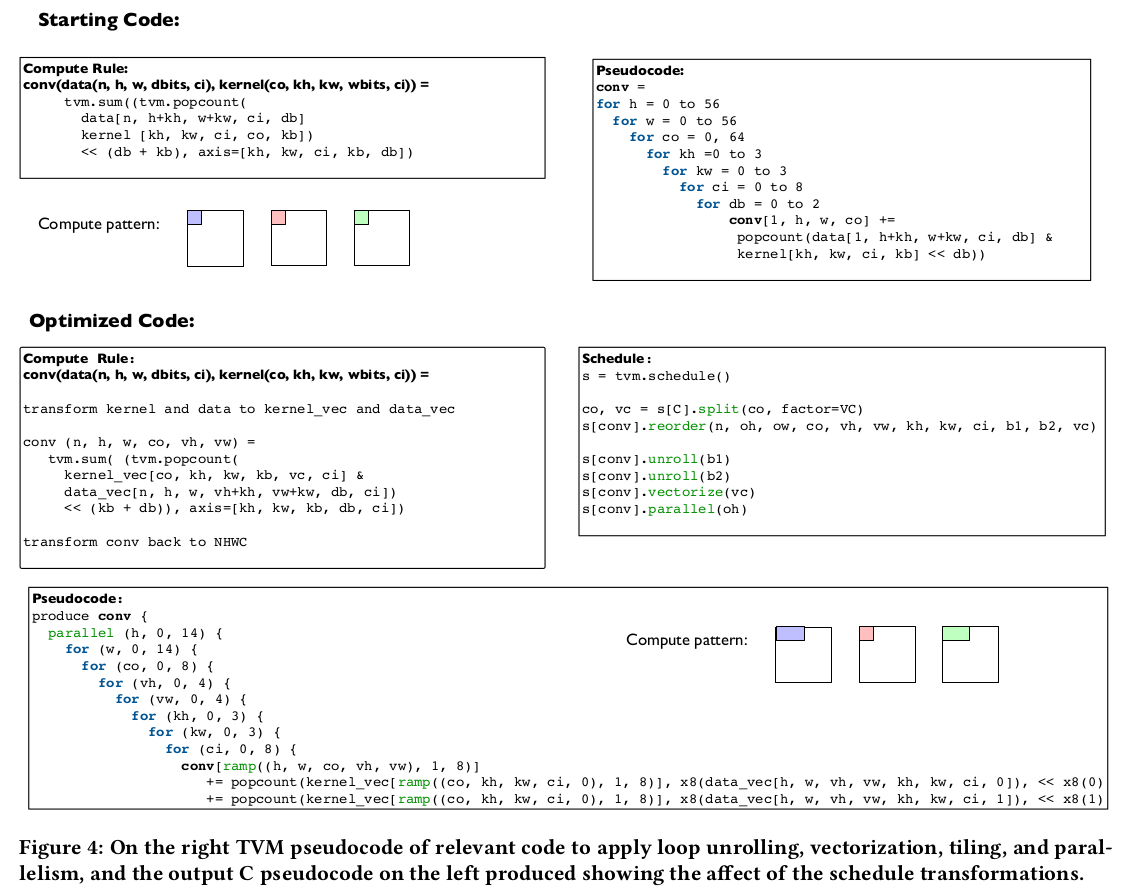 Starting Code:
Compute Rule:
conv(data(n, h, w, dbits, ci), kernel(co, kh, kw, wbits, ci)) =
tvm.sum((tvm.popcount(
data[n, h+kh, w+kw, ci, db]
kernel [kh, kw, ci, co, kb])
<< (db + kb), axis=[kh, kw, ci, kb, db])
Compute pattern:
Pseudocode:
conv =
for h = 0 to 56
for w = 0 to 56
for co = 0, 64
for kh =0 to 3
for kw = 0 to 3
for ci = 0 to 8
for db = 0 to 2
conv[1, h, w, co] +=
popcount(data[1, h+kh, w+kw, ci, db] &
kernel[kh, kw, ci, kb] << db))
Optimized Code:
Compute Rule:
conv(data(n, h, w, dbits, ci), kernel(co, kh, kw, wbits, ci)) =
transform kernel and data to kernel_vec and data_vec
conv (n, h, w, co, vh, vw) =
tvm.sum( (tvm.popcount(
kernel_vec[co, kh, kw, kb, vc, ci] &
data_vec[n, h, w, vh+kh, vw+kw, db, ci])
<< (kb + db)), axis=[kh, kw, kb, db, ci])
transform conv back to NHWC
Schedule:
s = tvm.schedule()
co, vc = s[C].split(co, factor=VC)
s[conv].reorder(n, oh, ow, co, vh, vw, kh, kw, ci, b1, b2, vc)
s[conv].unroll(b1)
s[conv].unroll(b2)
s[conv].vectorize(vc)
s[conv].parallel(oh)
Pseudocode:
produce conv {
parallel (h, 0, 14) {
for (w, 0, 14) {
for (co, 0, 8) {
for (vh, 0, 4) {
for (vw, 0, 4) {
for (kh, 0, 3) {
for (kw, 0, 3) {
for (ci, 0, 8) {
conv[ramp((h, w, co, vh, vw), 1, 8)]
+= popcount(kernel_vec[ramp((co, kh, kw, ci, 0), 1, 8)], x8(data_vec[h, w, vh, vw, kh, kw, ci, 0]), << x8(0)
+= popcount(kernel_vec[ramp((co, kh, kw, ci, 0), 1, 8)], x8(data_vec[h, w, vh, vw, kh, kw, ci, 1]), << x8(1)
Compute pattern:
Figure 4: On the right TVM pseudocode of relevant code to apply loop unrolling, vectorization, tiling, and paral-
lelism, and the output C pseudocode on the left produced showing the affect of the schedule transformations.